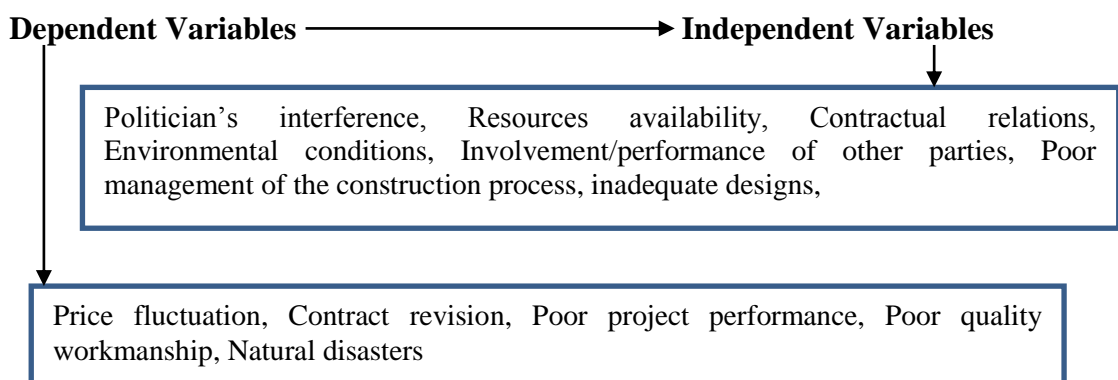 Dependent Variables Independent Variables
Politician’s interference, Resources availability, Contractual relations,
Environmental conditions, Involvement/performance of other parties, Poor
management of the construction process, inadequate designs,
Price fluctuation, Contract revision, Poor project performance, Poor quality
workmanship, Natural disasters